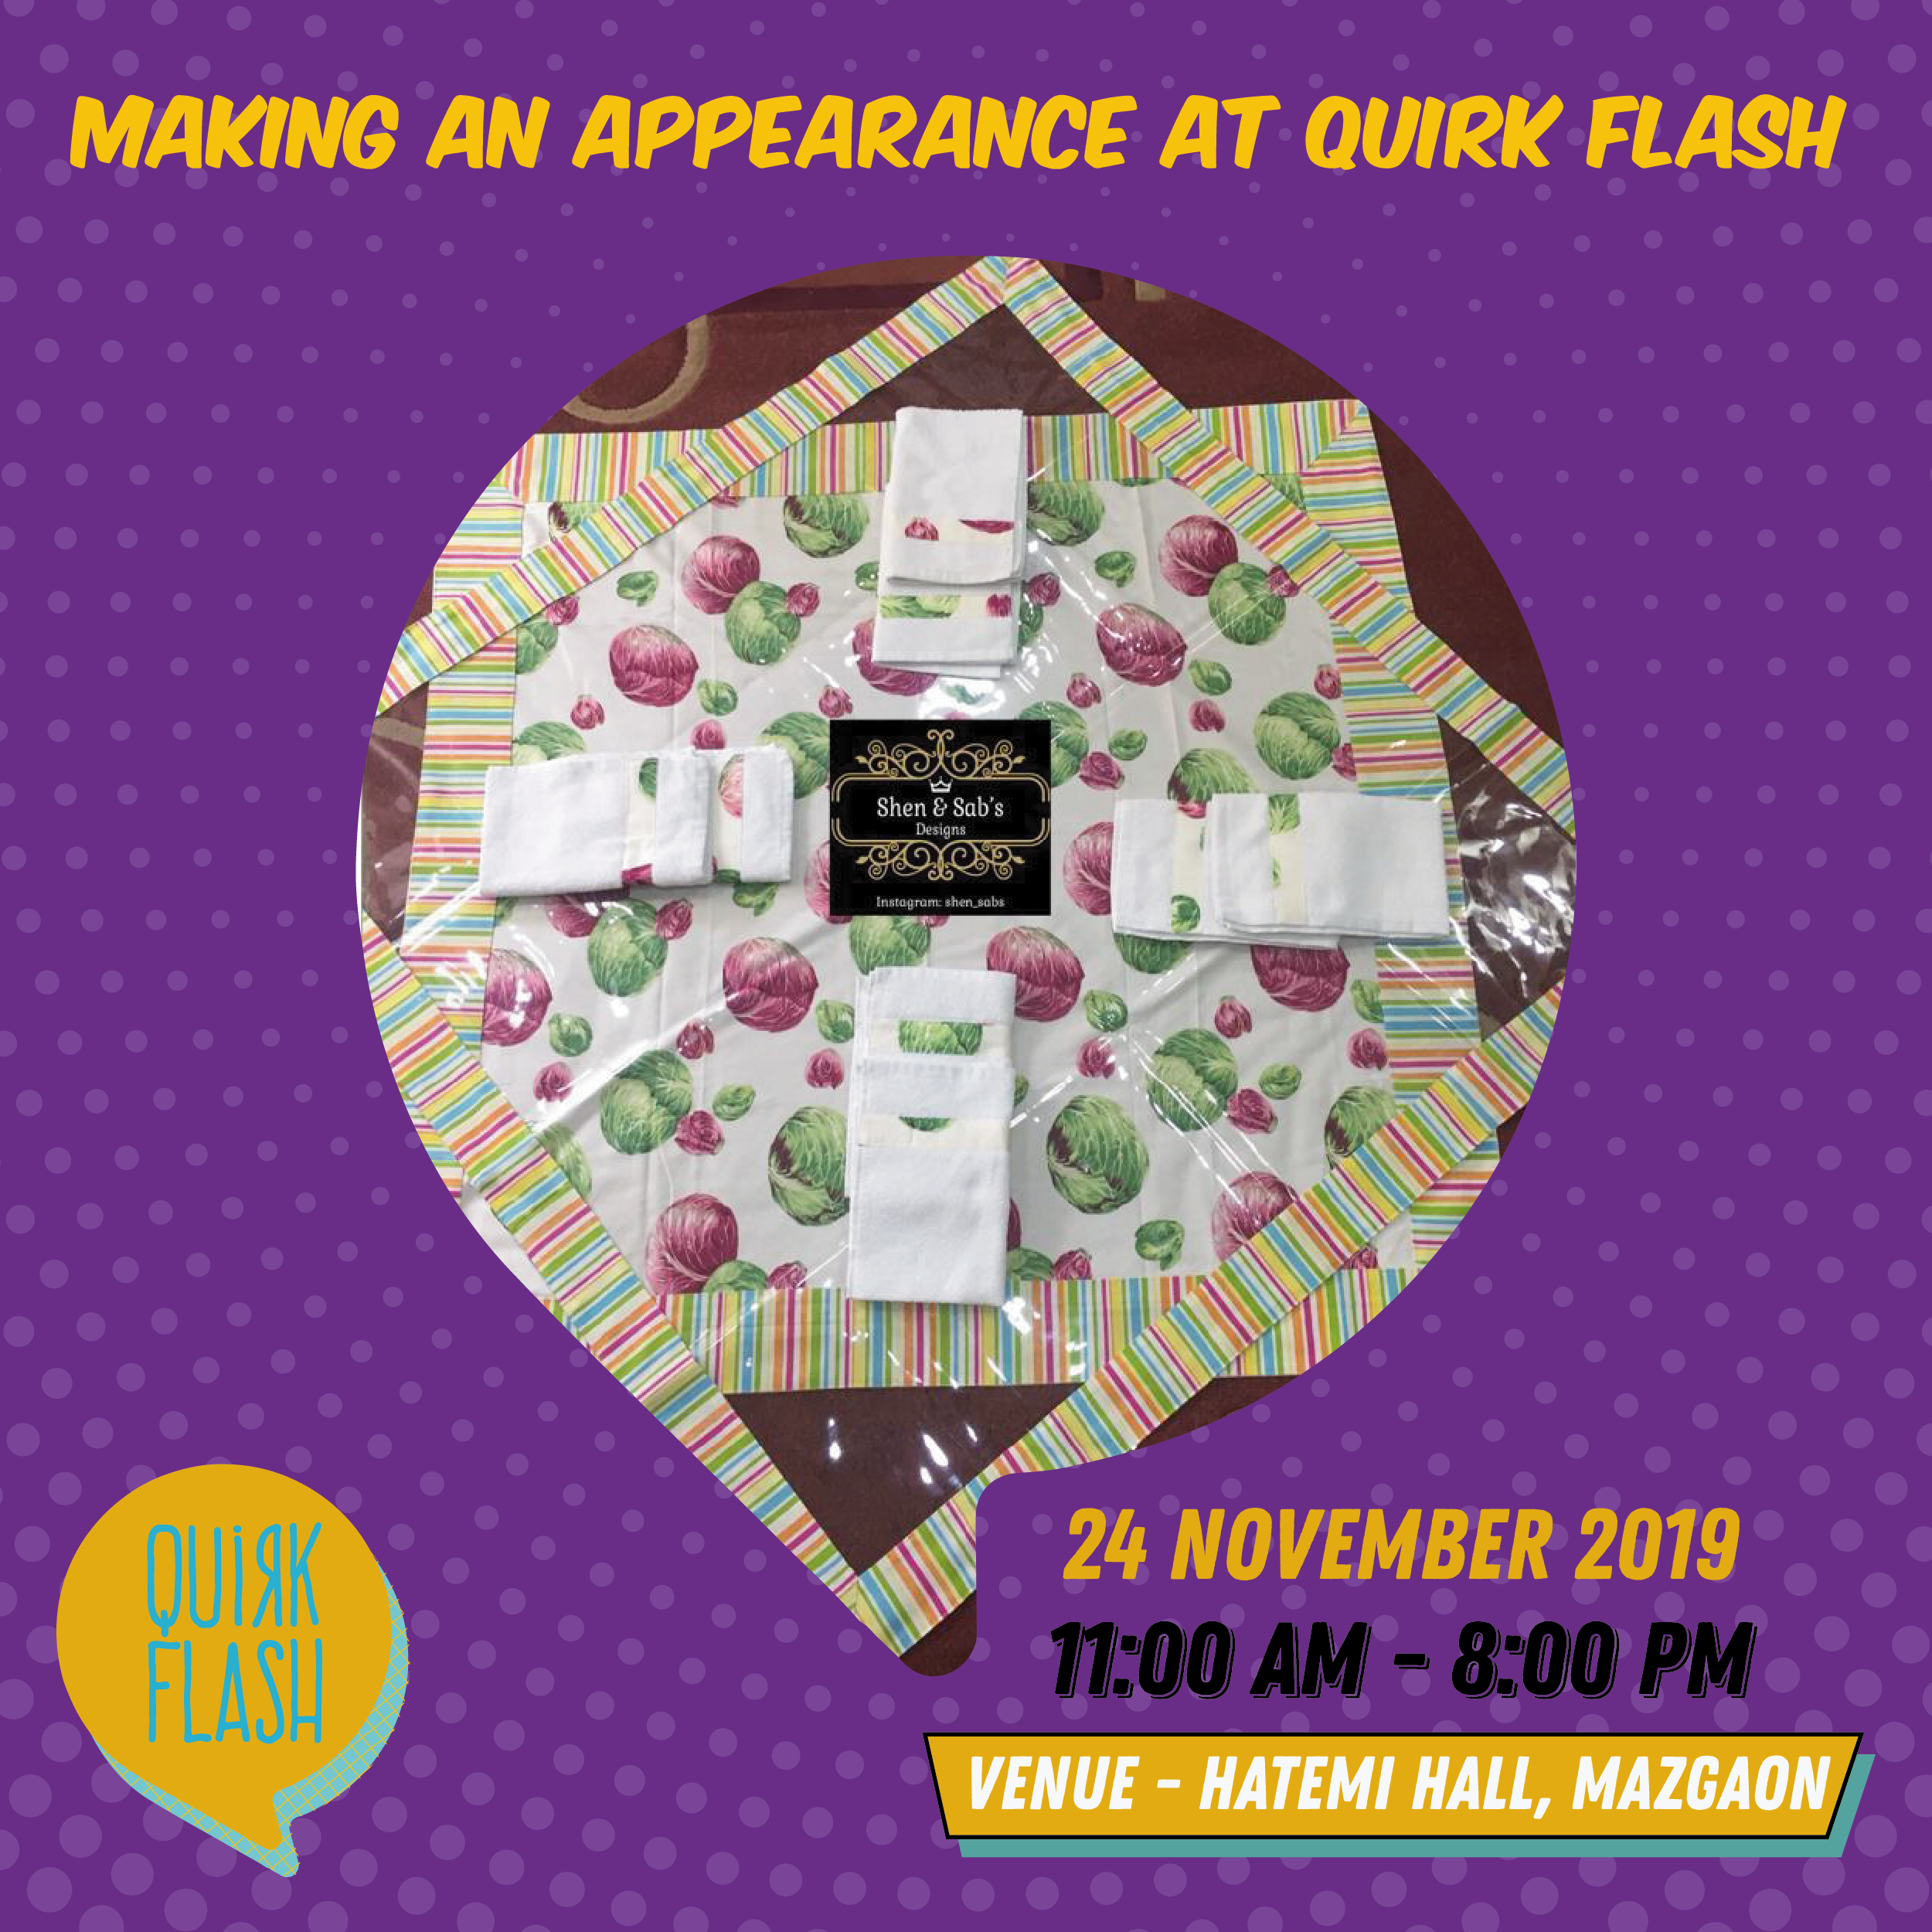 MAKING AN APPEARANCE AT QUIRK FLASH
Shen & Sab's
Designs
Instagram: shen_sabs
24 NOVEMBER 2019
11:00 AM - 8:00 PM
VENUE - HATEMI HALL, MAZGAON
QUiRK
FLASH